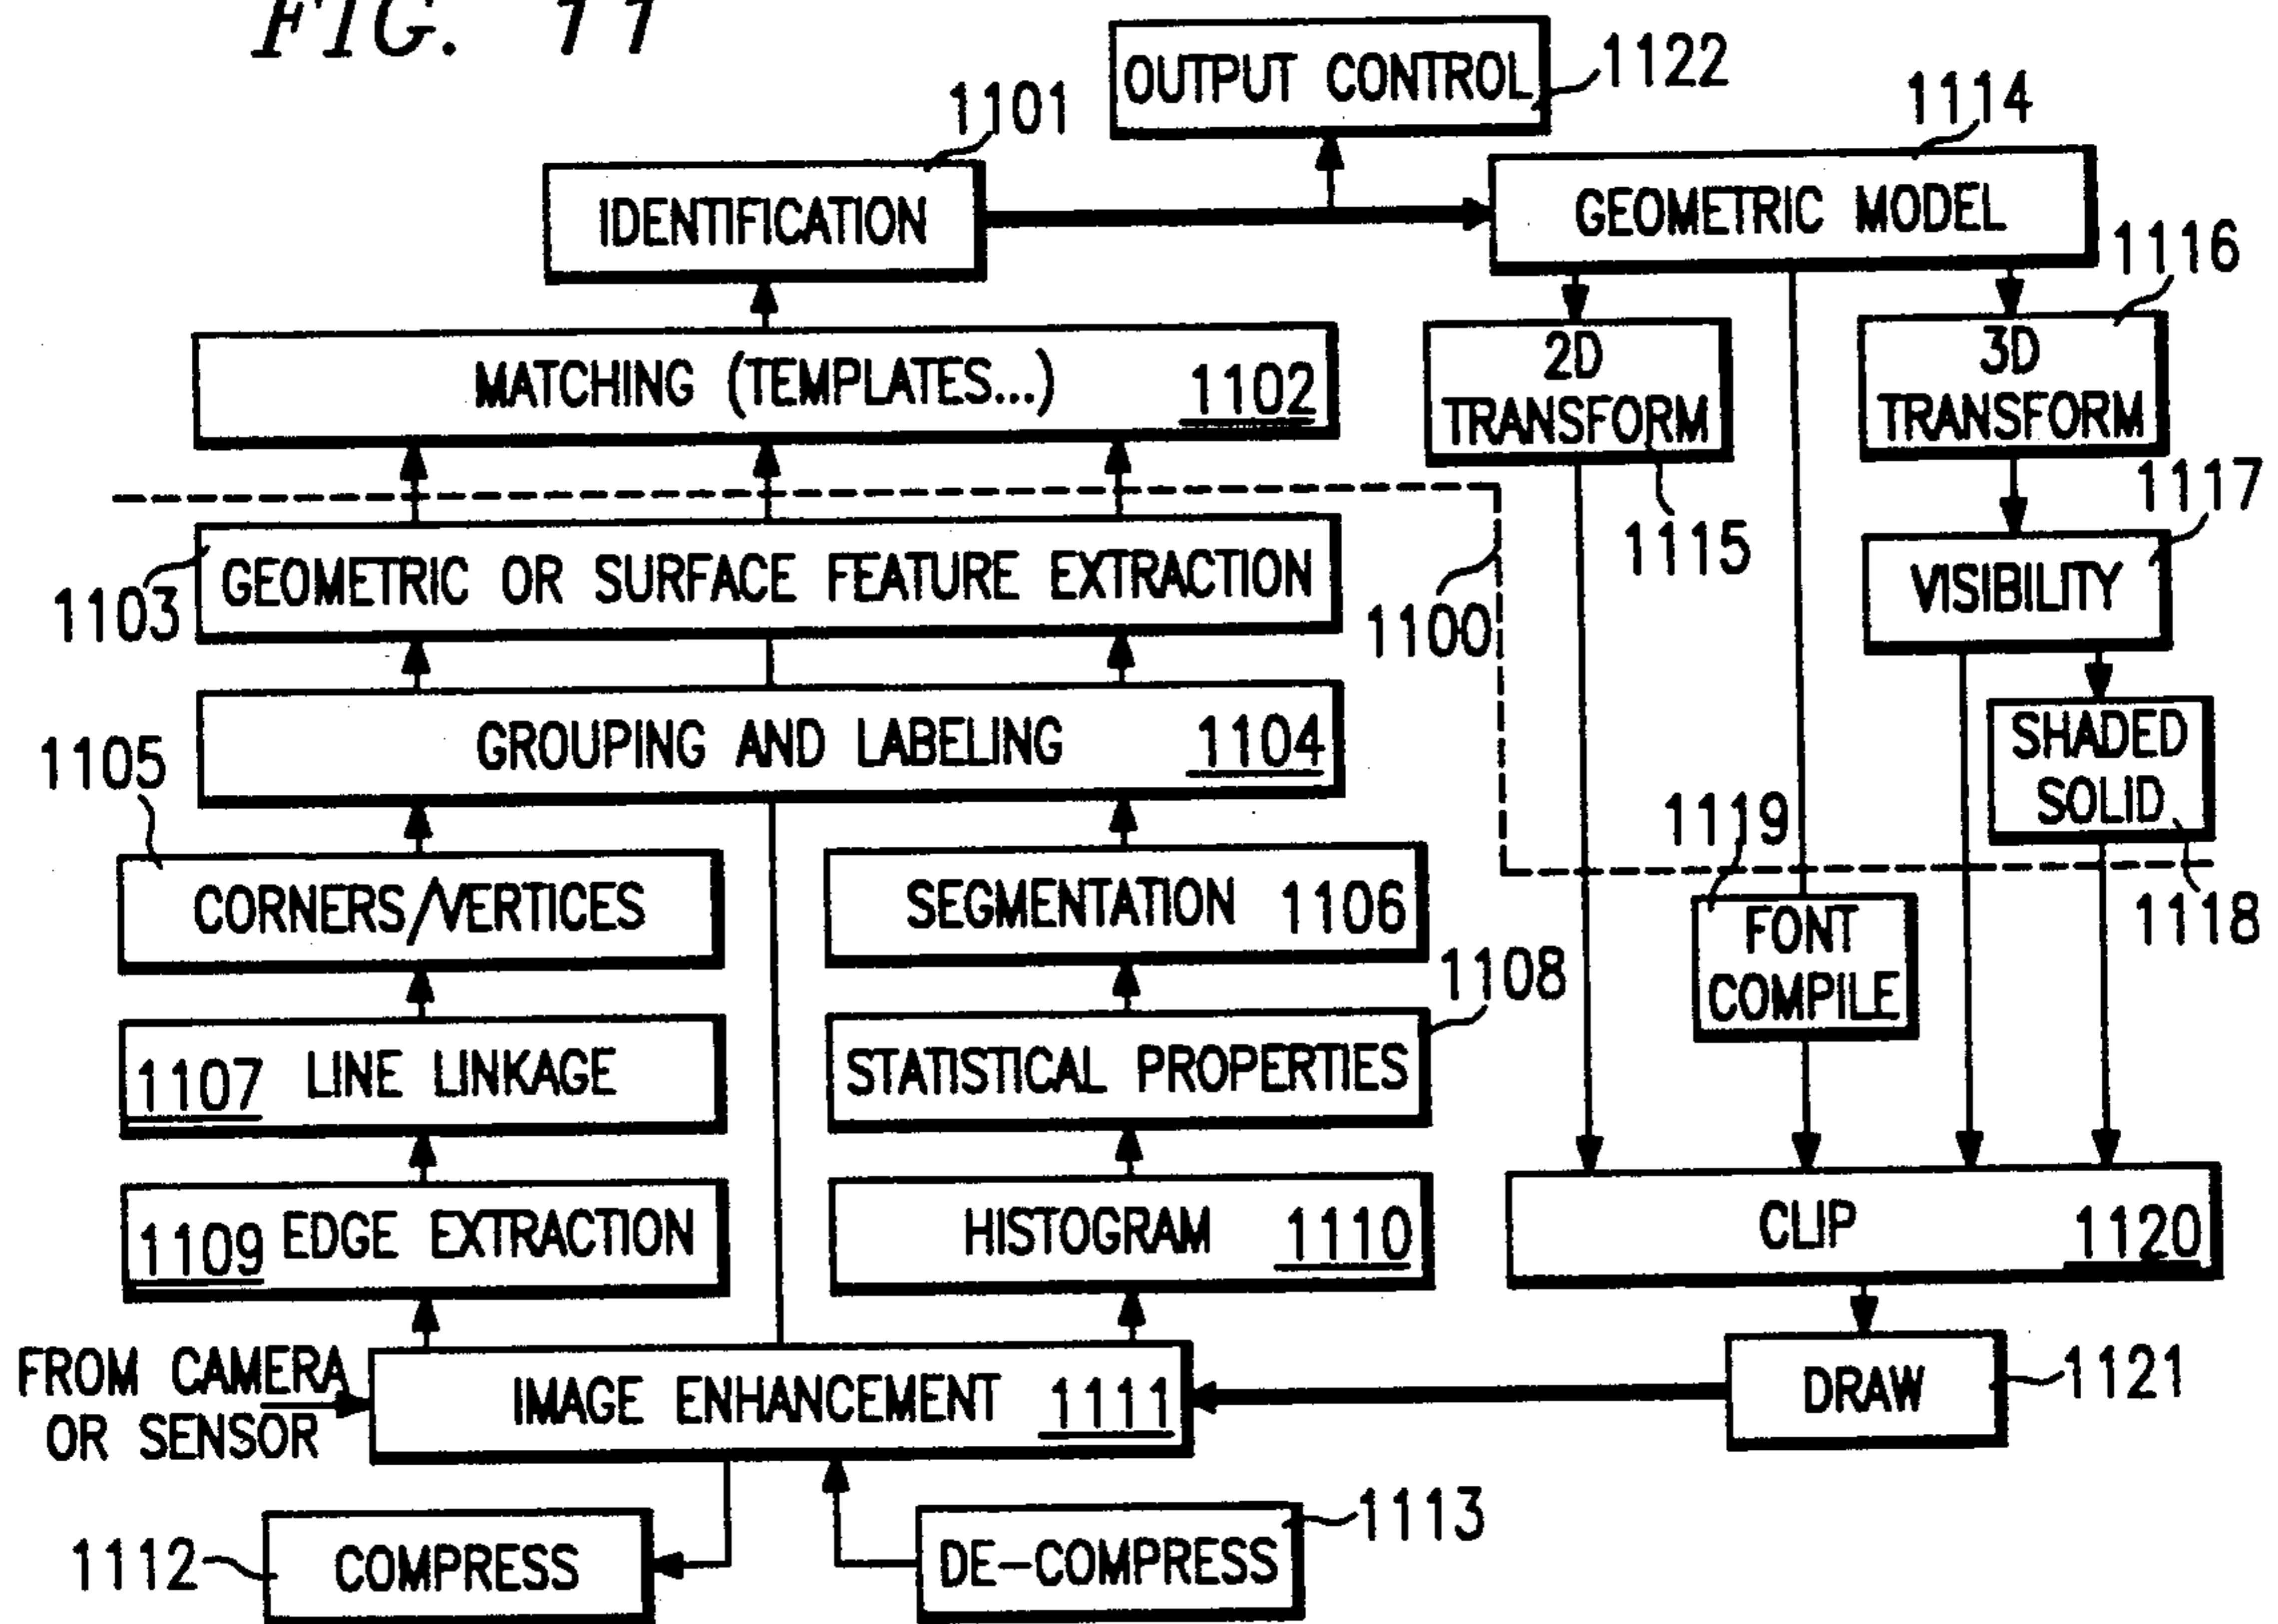 FIG. 11
OUTPUT CONTROL
1122
1101
1114
IDENTIFICATION
GEOMETRIC MODEL
1116
MATCHING (TEMPLATES...) 1102
2D
TRANSFORM
1115
3D
TRANSFORM
1117
1103
GEOMETRIC OR SURFACE FEATURE EXTRACTION
1100
VISIBILITY
GROUPING AND LABELING 1104
SHADED
SOLID
1118
1105
1119
CORNERS/VERTICES
SEGMENTATION 1106
FONT
COMPILE
1108
1107 LINE LINKAGE
STATISTICAL PROPERTIES
1109 EDGE EXTRACTION
HISTOGRAM 1110
CLIP 1120
FROM CAMERA
OR SENSOR
IMAGE ENHANCEMENT 1111
DRAW
1121
1112
COMPRESS
DE-COMPRESS
1113